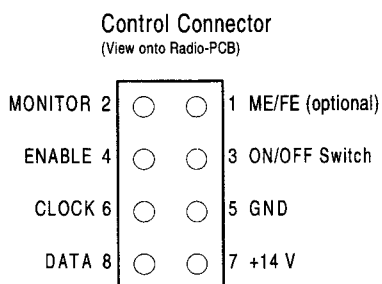 Control Connector
(View onto Radio-PCB)
MONITOR 2 1 ME/FE (optional)
ENABLE 4 3 ON/OFF Switch
CLOCK 6 5 GND
DATA 8 7 +14 V